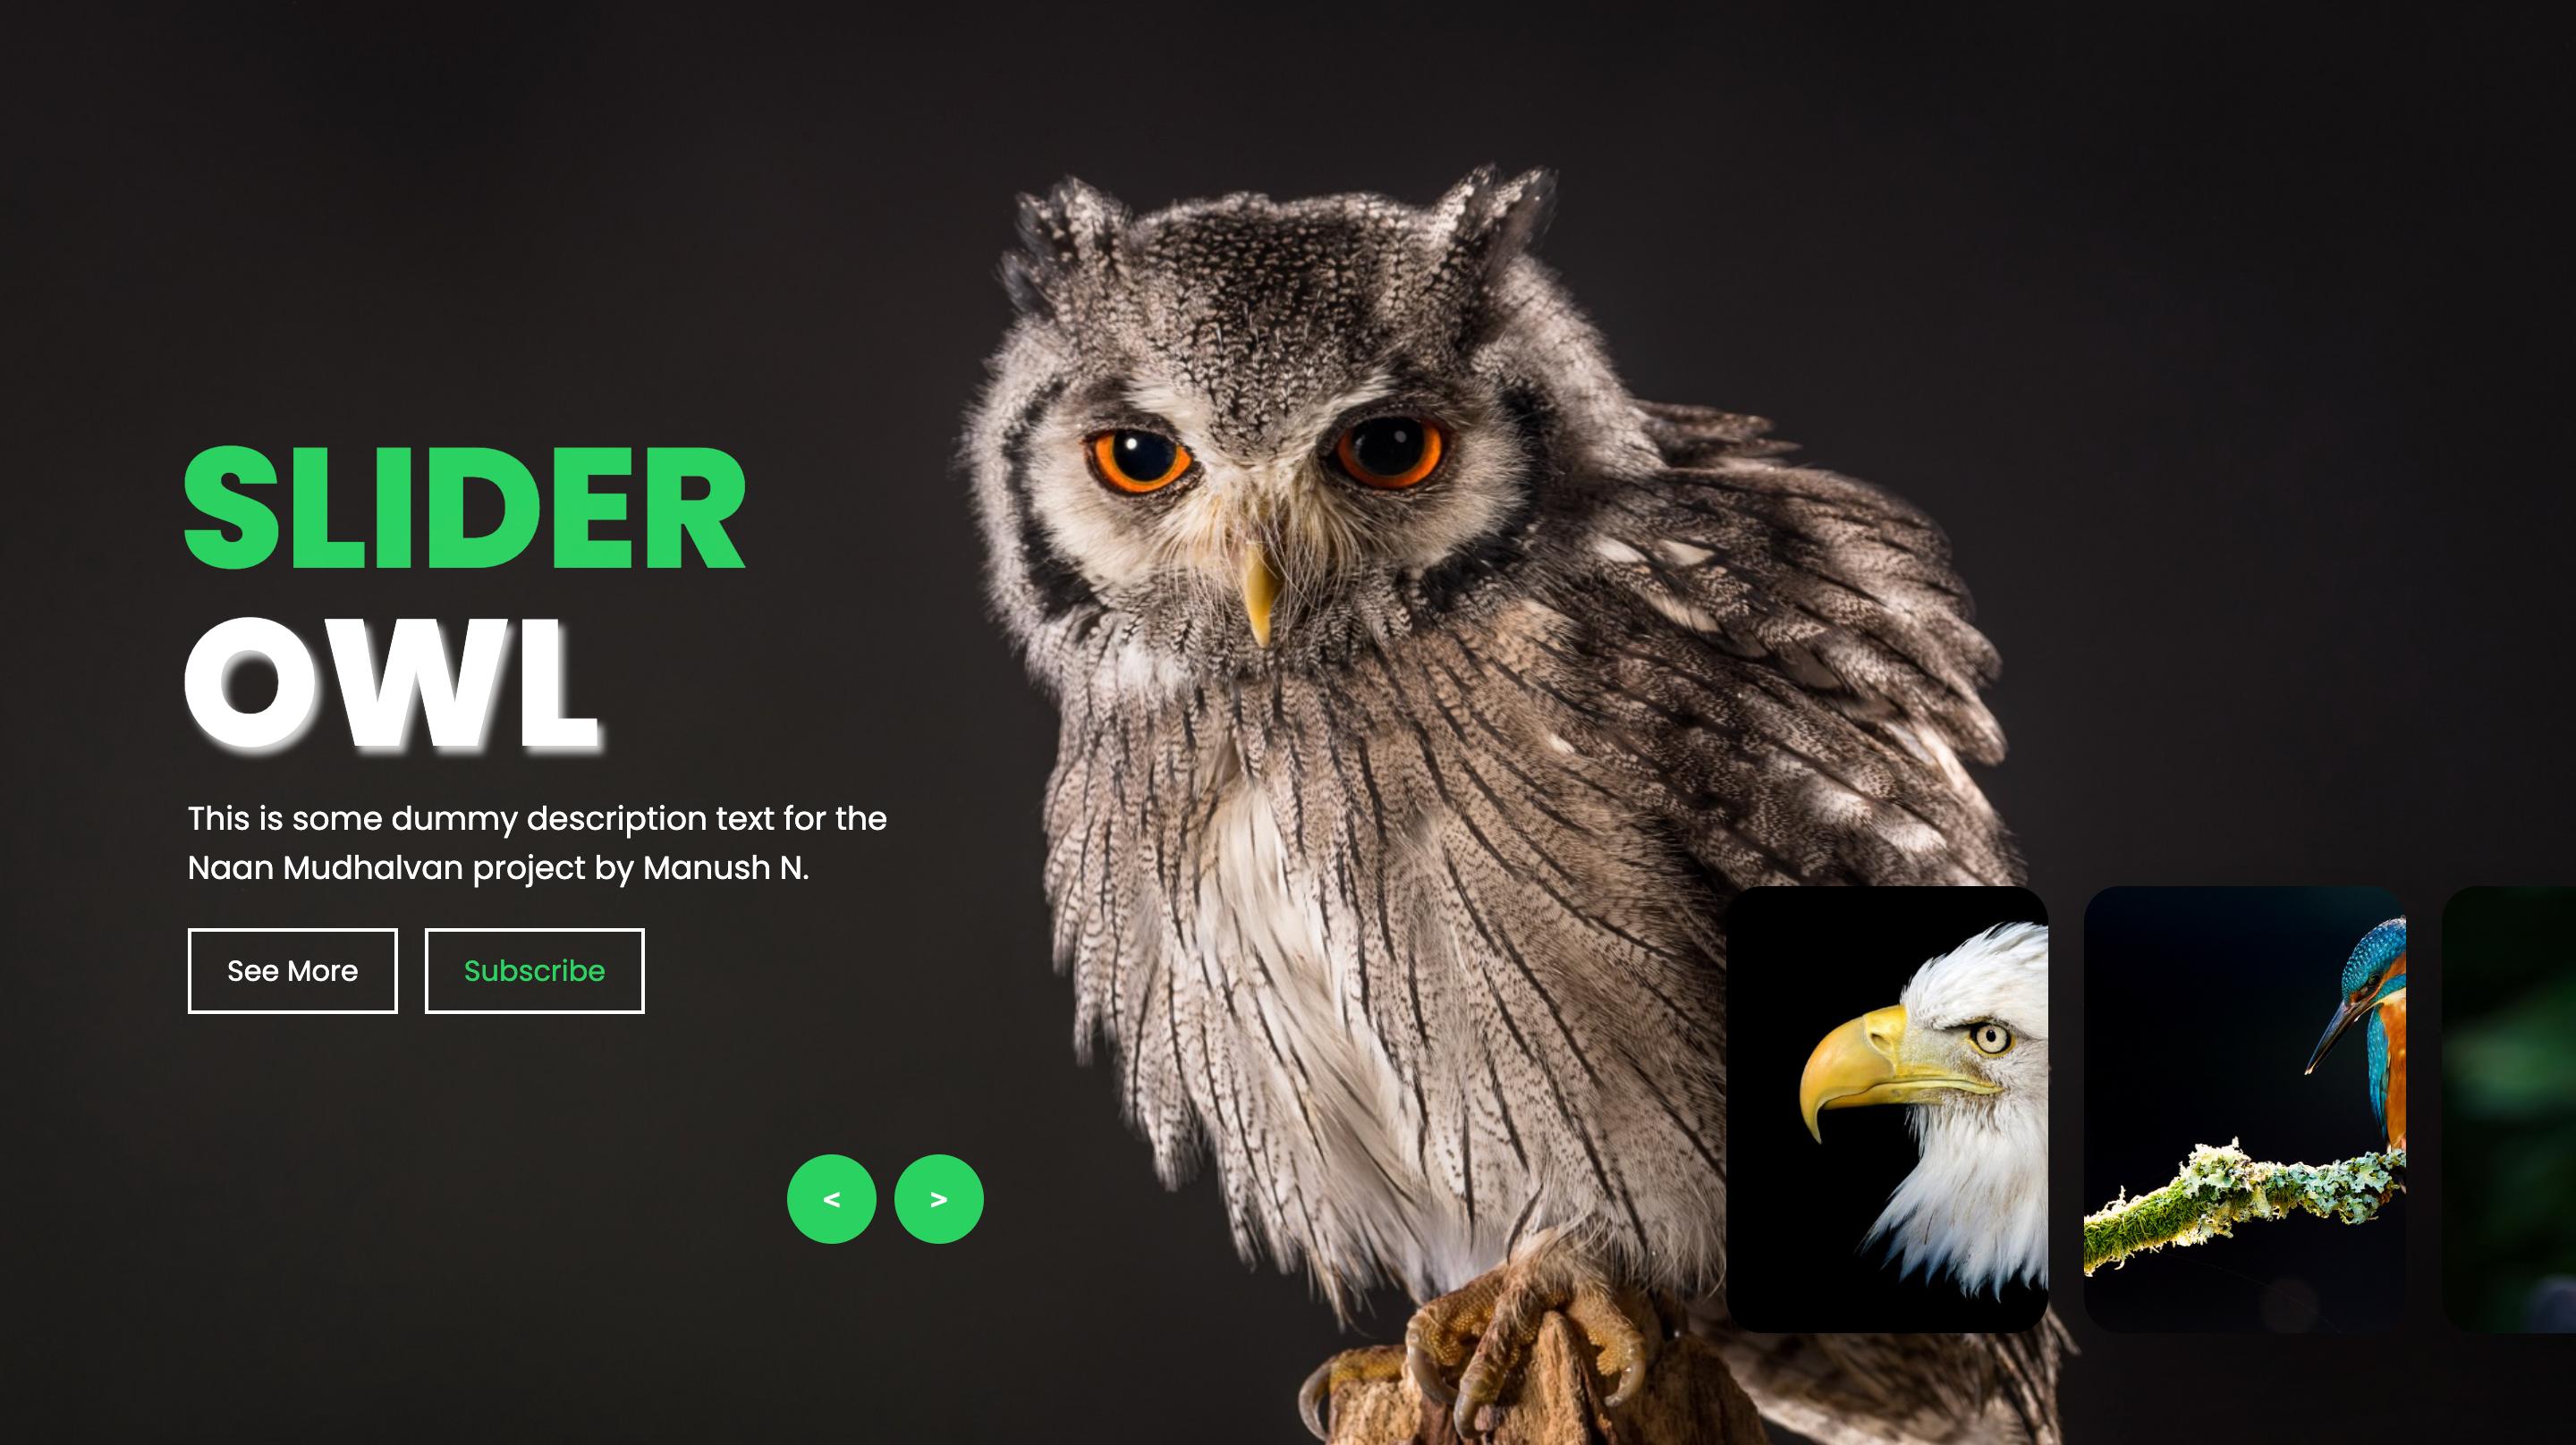 SLIDER
OWL
This is some dummy description text for the
Naan Mudhalvan project by Manush N.
See More
Subscribe
< >